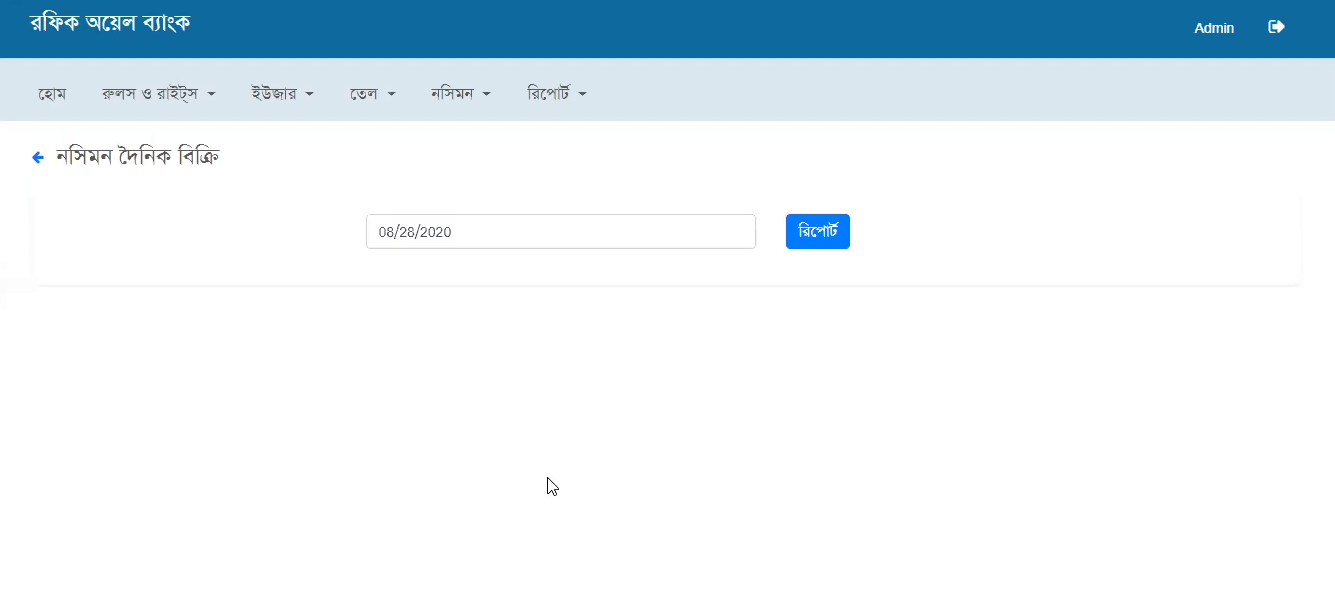 রফিক অয়েল ব্যাংক
Admin
হোম রুলস ও রাইট্স ইউজার তেল নসিমন রিপোর্ট
নসিমন দৈনিক বিক্রি
08/28/2020 রিপোর্ট